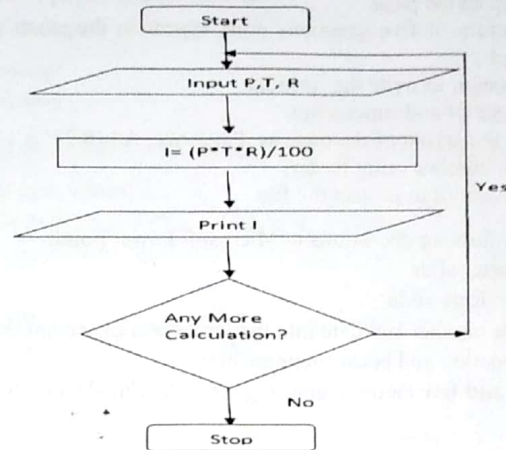 Start
Input P,T, R
I= (P*T*R)/100
Yes
Print I
Any More
Calculation?
No
Stop